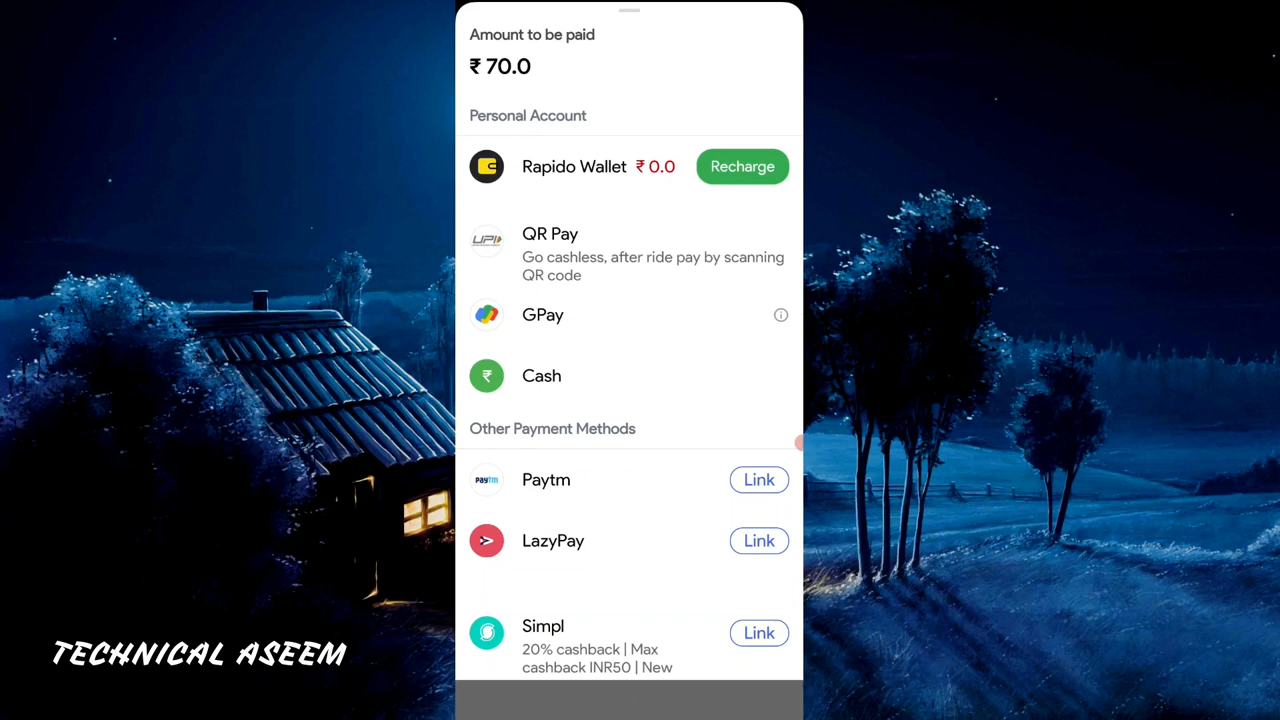 Amount to be paid
₹ 70.0
Personal Account
Rapido Wallet ₹ 0.0 Recharge
UPI
QR Pay
Go cashless, after ride pay by scanning
QR code
GPay
₹ Cash
Other Payment Methods
paytm Paytm Link
LazyPay Link
Simpl Link
20% cashback | Max
cashback INR50 | New
TECHNICAL ASEEM